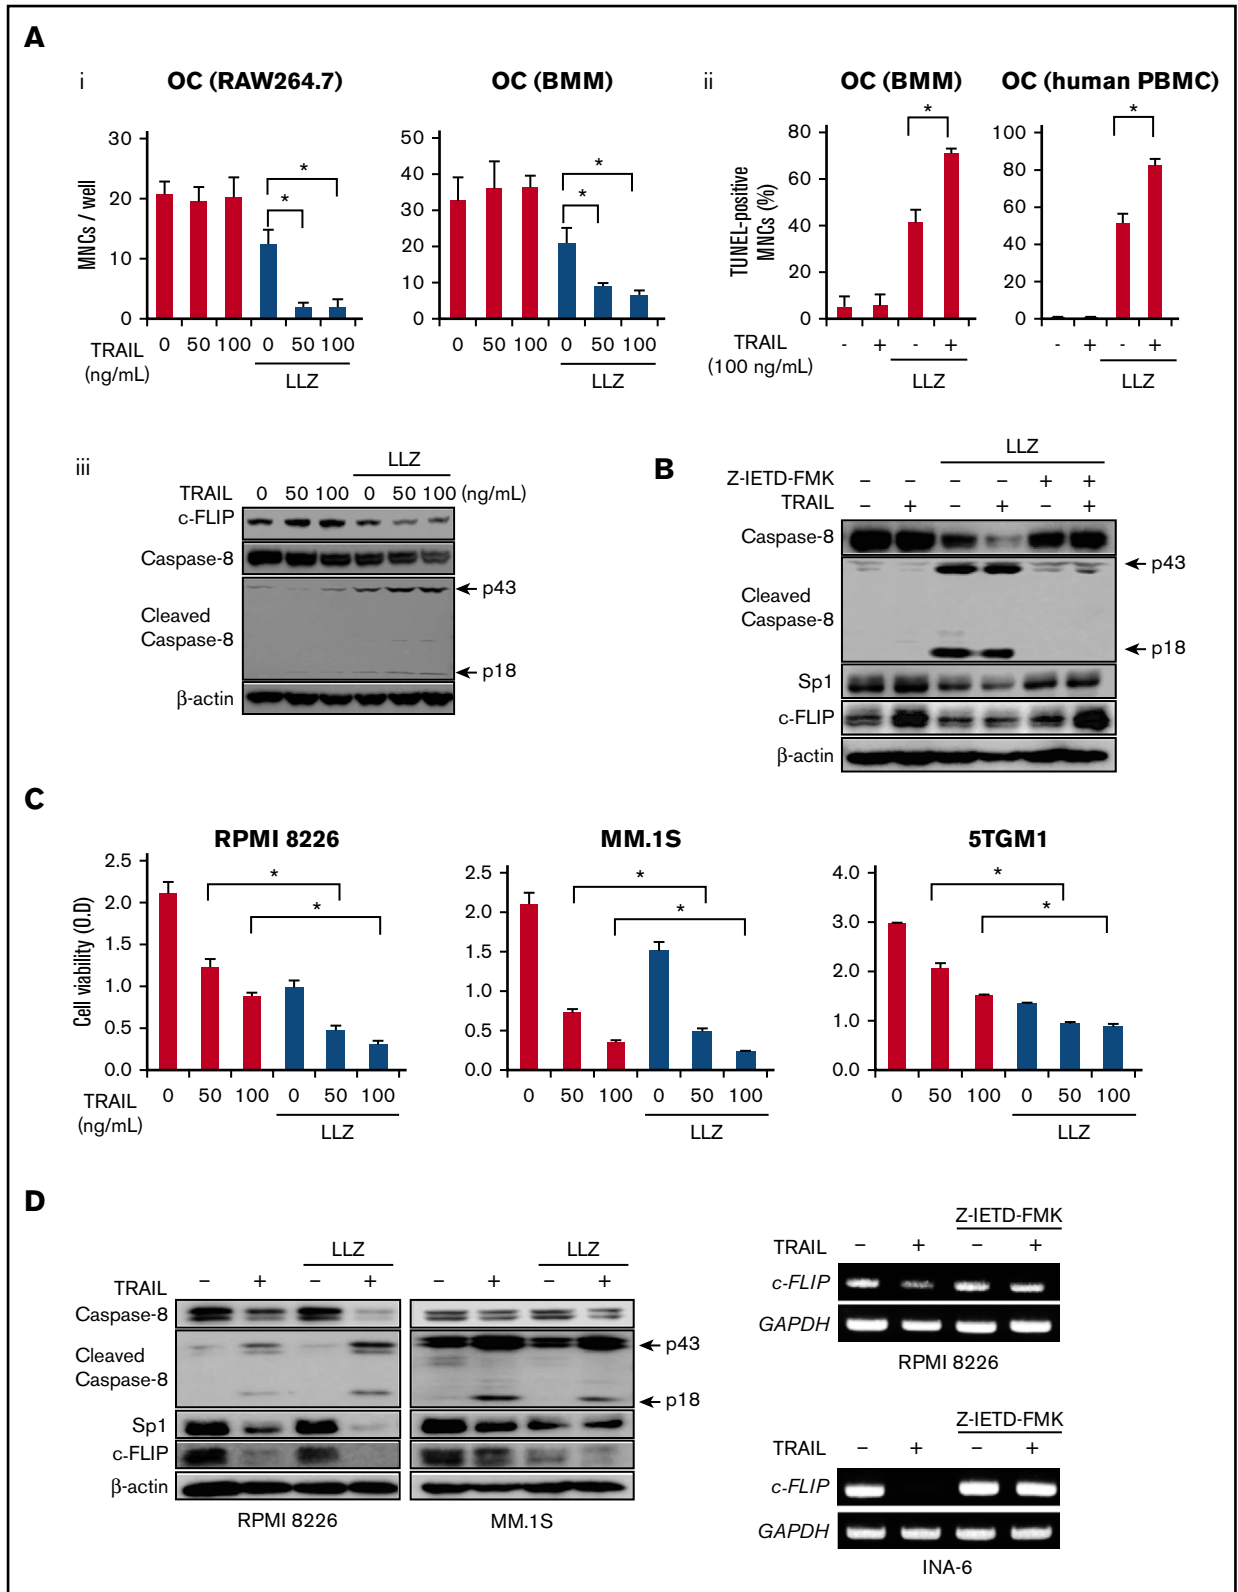 A
i
OC (RAW264.7)
OC (BMM)
ii
OC (BMM)
OC (human PBMC)
MNCs / well
30
20
10
0
* *
0 50 100 0 50 100
TRAIL
(ng/mL)
LLZ
50
40
30
20
10
0
* *
0 50 100 0 50 100
LLZ
TUNEL-positive
MNCs (%)
80
60
40
20
0
*
TRAIL
(100 ng/mL)
- + - +
LLZ
100
80
60
40
20
0
*
- + - +
LLZ
iii
LLZ
TRAIL 0 50 100 0 50 100 (ng/mL)
c-FLIP
Caspase-8
Cleaved
Caspase-8
p43
p18
β-actin
B
LLZ
Z-IETD-FMK − − − − + +
TRAIL − + − + − +
Caspase-8
Cleaved
Caspase-8
p43
p18
Sp1
c-FLIP
β-actin
C
RPMI 8226
MM.1S
5TGM1
Cell viability (O.D)
2.5
2.0
1.5
1.0
0.5
0.0
*
*
TRAIL
(ng/mL)
0 50 100 0 50 100
LLZ
2.5
2.0
1.5
1.0
0.5
0.0
*
*
0 50 100 0 50 100
LLZ
4.0
3.0
2.0
1.0
0.0
*
*
0 50 100 0 50 100
LLZ
D
LLZ
LLZ
TRAIL − + − + − + − +
Caspase-8
Cleaved
Caspase-8
p43
p18
Sp1
c-FLIP
β-actin
RPMI 8226
MM.1S
Z-IETD-FMK
TRAIL − + − +
c-FLIP
GAPDH
RPMI 8226
Z-IETD-FMK
TRAIL − + − +
c-FLIP
GAPDH
INA-6